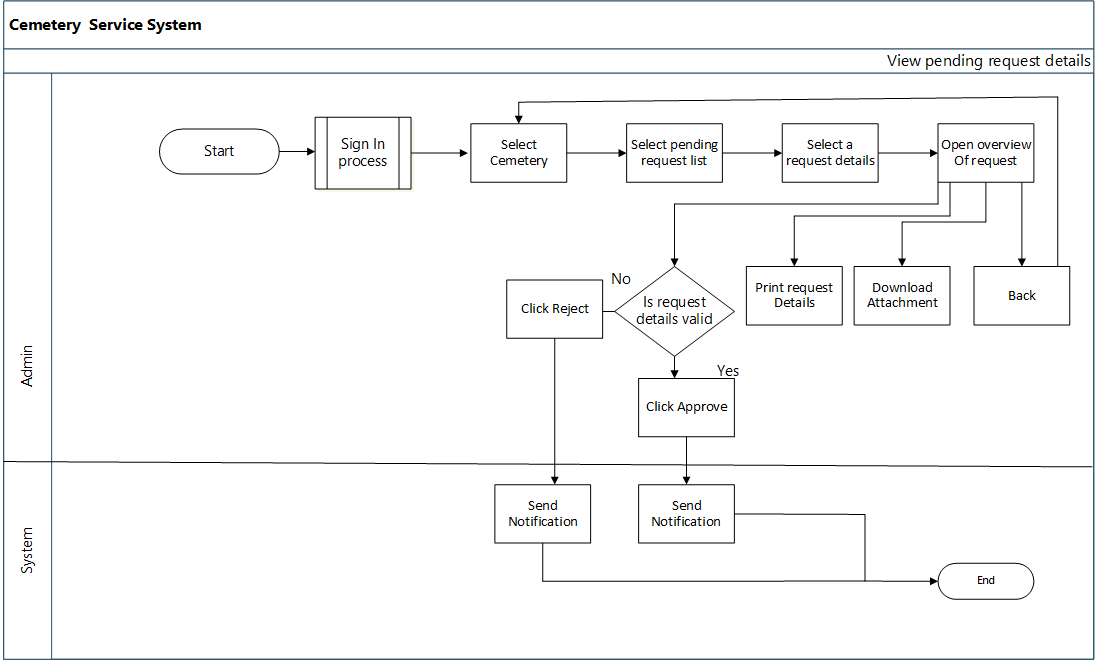 Cemetery  Service System
View pending request details
Admin
Start
Sign In
process
Select
Cemetery
Select pending
request list
Select a
request details
Open overview
Of request
No
Click Reject
Is request
details valid
Print request
Details
Download
Attachment
Back
Yes
Click Approve
System
Send
Notification
Send
Notification
End